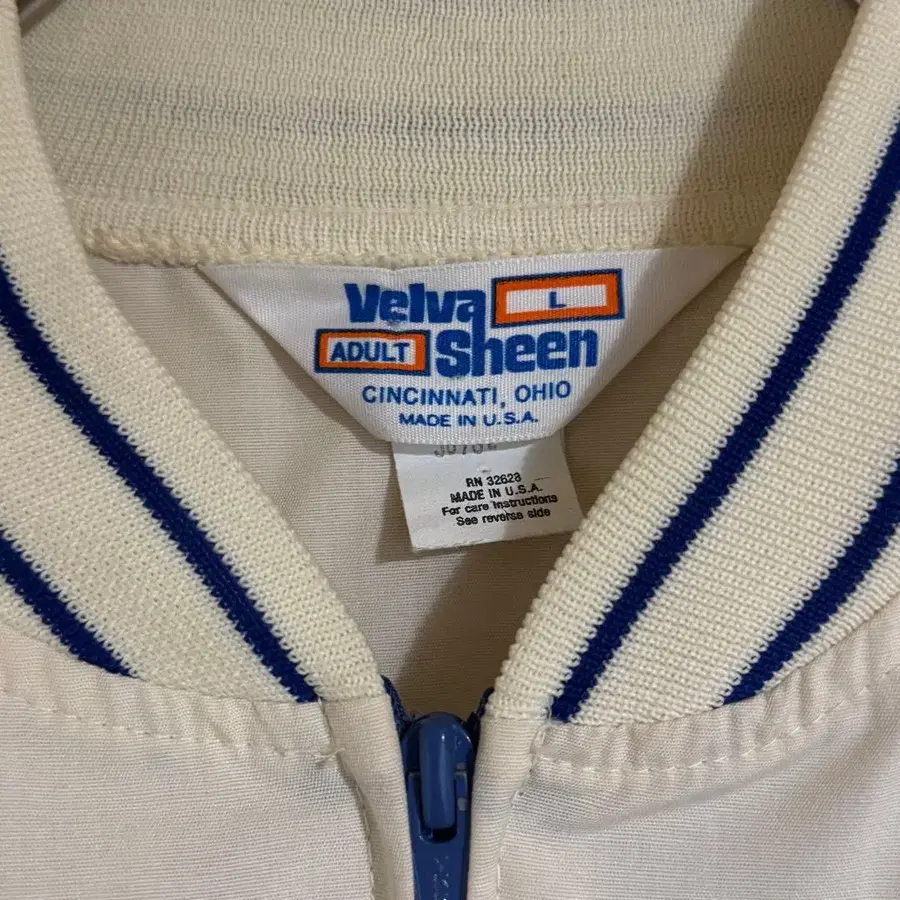 Velva L
ADULT Sheen
CINCINNATI, OHIO
MADE IN U.S.A.
RN 32628
MADE IN U.S.A.
For care instructions
See reverse side